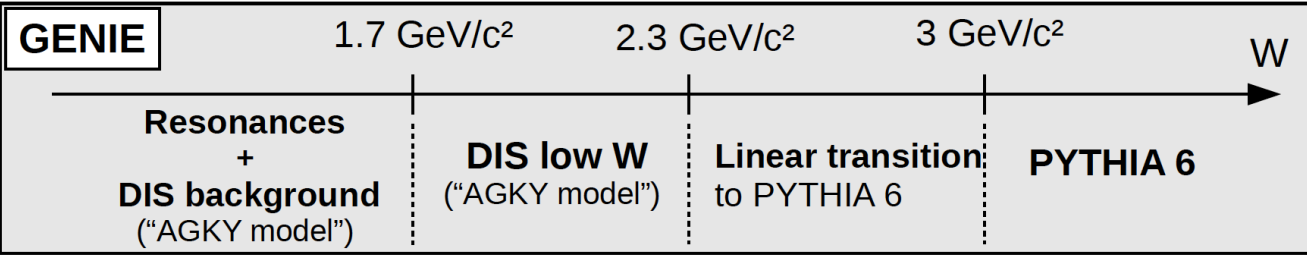 GENIE
1.7 GeV/c²
2.3 GeV/c²
3 GeV/c²
W
Resonances
+
DIS background
(“AGKY model”)
DIS low W
(“AGKY model”)
Linear transition
to PYTHIA 6
PYTHIA 6